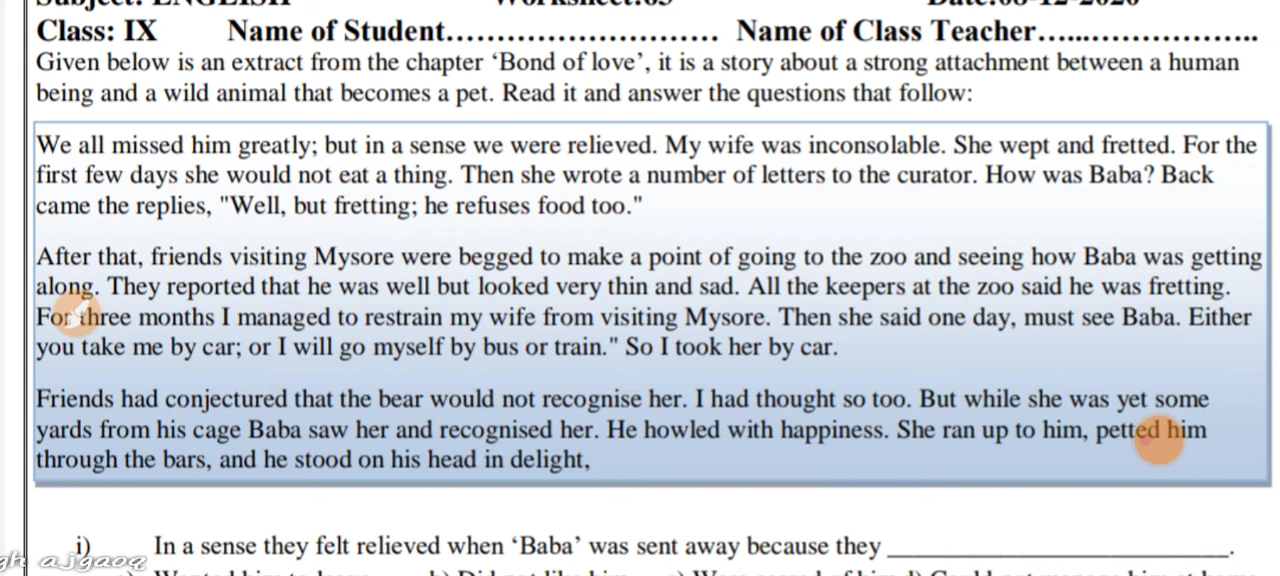 Subject: ENGLISH Worksheet:63 Date:08-12-2020
Class: IX Name of Student……………………… Name of Class Teacher…...……………..
Given below is an extract from the chapter ‘Bond of love’, it is a story about a strong attachment between a human
being and a wild animal that becomes a pet. Read it and answer the questions that follow:
We all missed him greatly; but in a sense we were relieved. My wife was inconsolable. She wept and fretted. For the
first few days she would not eat a thing. Then she wrote a number of letters to the curator. How was Baba? Back
came the replies, "Well, but fretting; he refuses food too."
After that, friends visiting Mysore were begged to make a point of going to the zoo and seeing how Baba was getting
along. They reported that he was well but looked very thin and sad. All the keepers at the zoo said he was fretting.
For three months I managed to restrain my wife from visiting Mysore. Then she said one day, must see Baba. Either
you take me by car; or I will go myself by bus or train." So I took her by car.
Friends had conjectured that the bear would not recognise her. I had thought so too. But while she was yet some
yards from his cage Baba saw her and recognised her. He howled with happiness. She ran up to him, petted him
through the bars, and he stood on his head in delight,
i) In a sense they felt relieved when ‘Baba’ was sent away because they ___________________________.